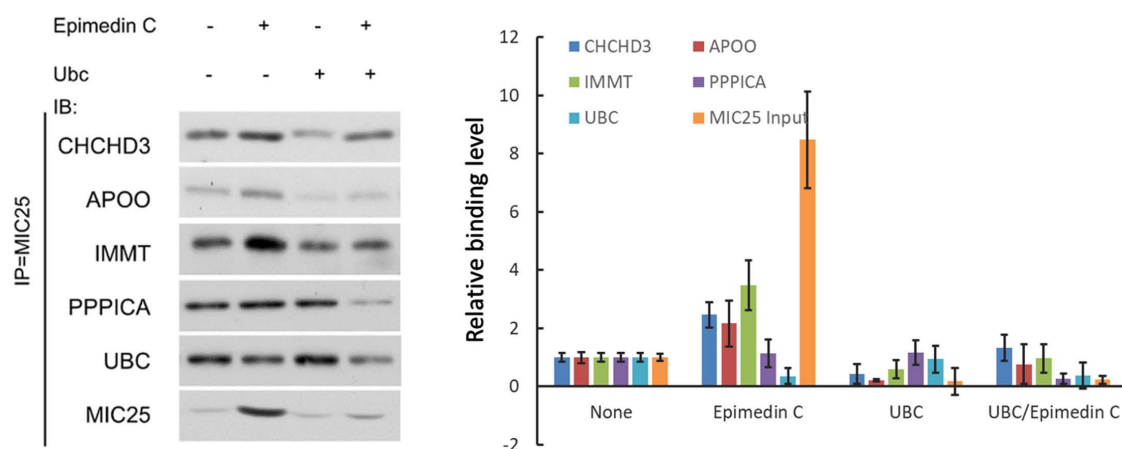 Epimedin C - + - +
Ubc - - + +
IB:
IP=MIC25
CHCHD3
APOO
IMMT
PPPICA
UBC
MIC25
Relative binding level
12
10
8
6
4
2
0
-2
CHCHD3 APOO
IMMT PPPICA
UBC MIC25 Input
None Epimedin C UBC UBC/Epimedin C